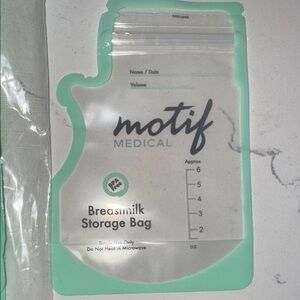 Name / Date
Volume
motif
MEDICAL
Approx
6
5
4
3
2
oz
BPA
Free
Breastmilk
Storage Bag
Do Not Heat in Microwave